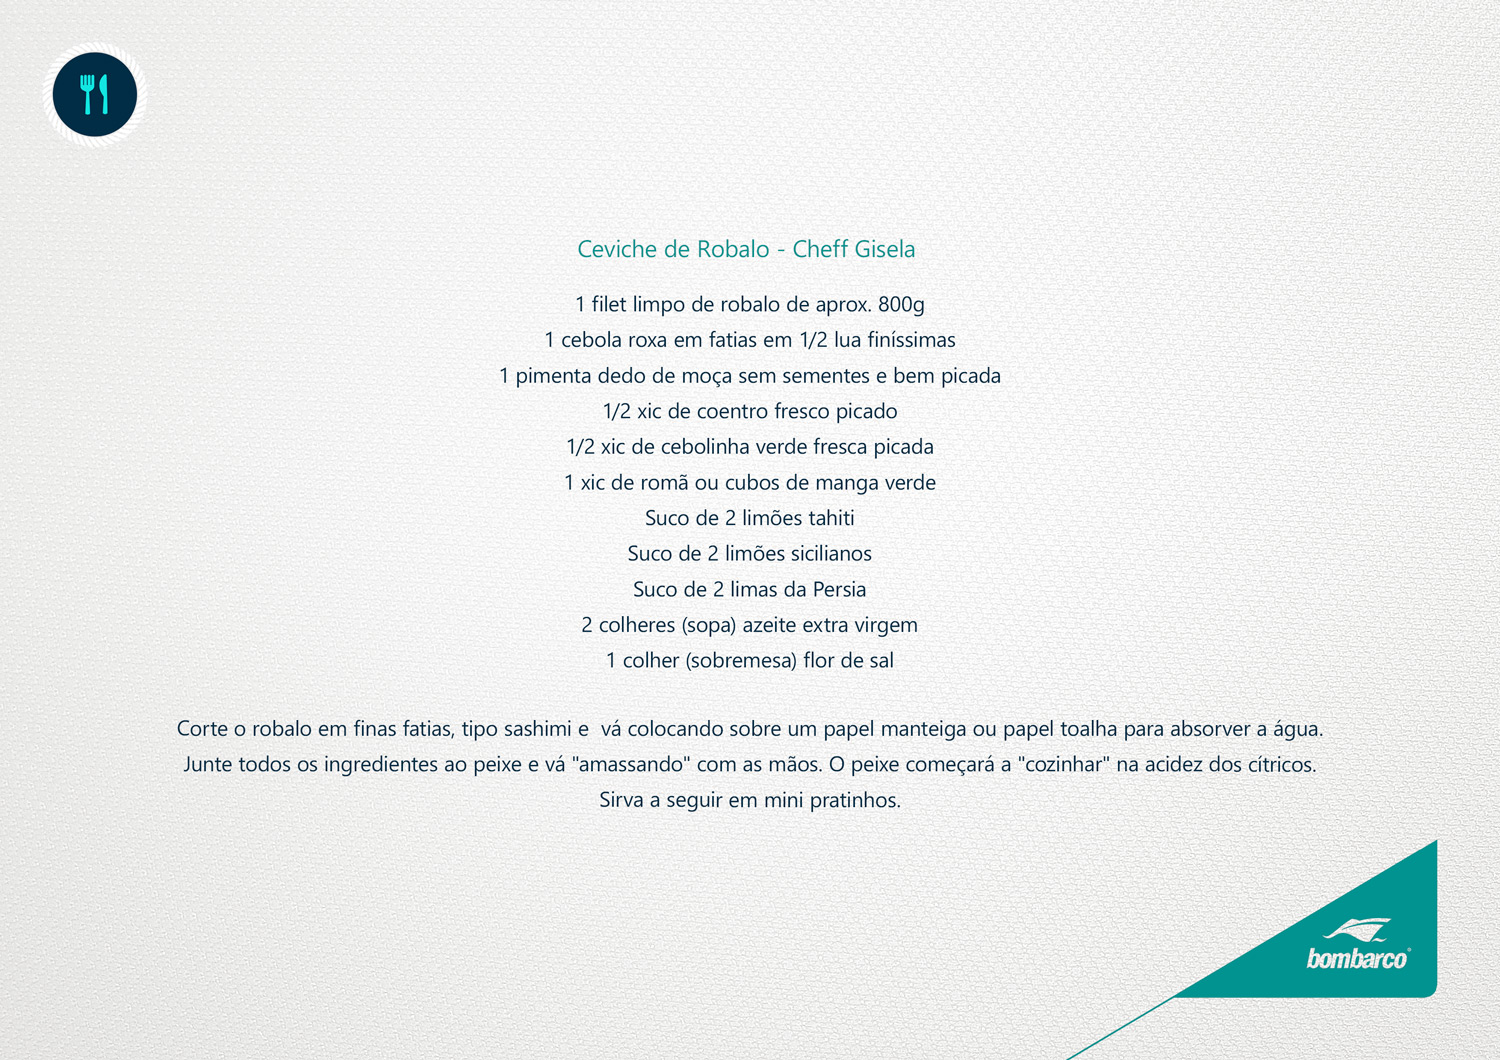 Ceviche de Robalo - Cheff Gisela
1 filet limpo de robalo de aprox. 800g
1 cebola roxa em fatias em 1/2 lua finíssimas
1 pimenta dedo de moça sem sementes e bem picada
1/2 xic de coentro fresco picado
1/2 xic de cebolinha verde fresca picada
1 xic de romã ou cubos de manga verde
Suco de 2 limões tahiti
Suco de 2 limões sicilianos
Suco de 2 limas da Persia
2 colheres (sopa) azeite extra virgem
1 colher (sobremesa) flor de sal
Corte o robalo em finas fatias, tipo sashimi e  vá colocando sobre um papel manteiga ou papel toalha para absorver a água.
Junte todos os ingredientes ao peixe e vá "amassando" com as mãos. O peixe começará a "cozinhar" na acidez dos cítricos.
Sirva a seguir em mini pratinhos.
bombarco®